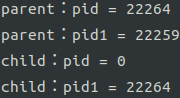 parent：pid = 22264
parent：pid1 = 22259
child：pid = 0
child：pid1 = 22264